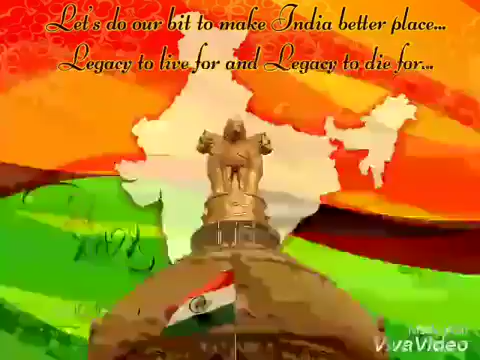 Let's do our bit to make India better place...
Legacy to live for and Legacy to die for...
VivaVideo